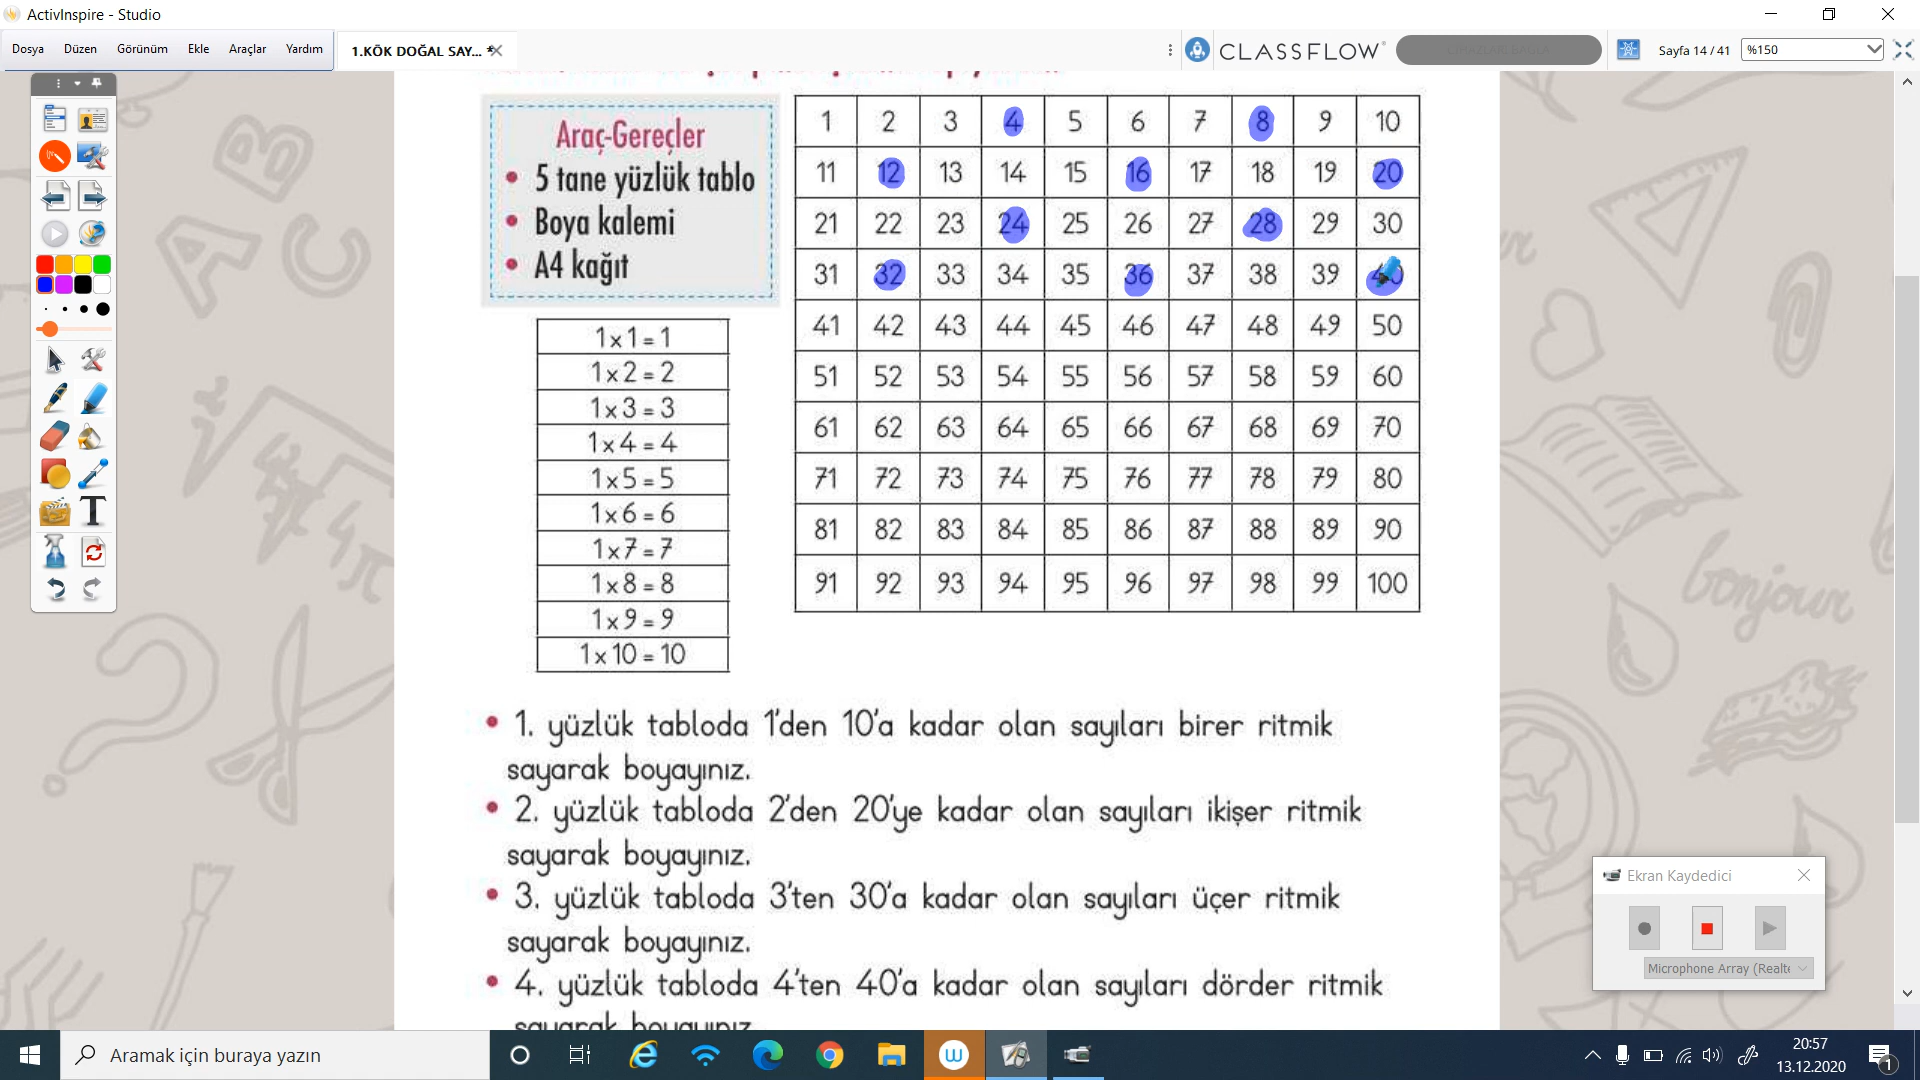 ActivInspire - Studio
Dosya Düzen Görünüm Ekle Araçlar Yardım
1.KÖK DOĞAL SAY... *
CLASSFLOW
Sayfa 14 / 41
%150
Araç-Gereçler
• 5 tane yüzlük tablo
• Boya kalemi
• A4 kağıt
1 2 3 4 5 6 7 8 9 10
11 12 13 14 15 16 17 18 19 20
21 22 23 24 25 26 27 28 29 30
31 32 33 34 35 36 37 38 39 40
41 42 43 44 45 46 47 48 49 50
51 52 53 54 55 56 57 58 59 60
61 62 63 64 65 66 67 68 69 70
71 72 73 74 75 76 77 78 79 80
81 82 83 84 85 86 87 88 89 90
91 92 93 94 95 96 97 98 99 100
1 x 1 = 1
1 x 2 = 2
1 x 3 = 3
1 x 4 = 4
1 x 5 = 5
1 x 6 = 6
1 x 7 = 7
1 x 8 = 8
1 x 9 = 9
1 x 10 = 10
• 1. yüzlük tabloda 1'den 10'a kadar olan sayıları birer ritmik
sayarak boyayınız.
• 2. yüzlük tabloda 2'den 20'ye kadar olan sayıları ikişer ritmik
sayarak boyayınız.
• 3. yüzlük tabloda 3'ten 30'a kadar olan sayıları üçer ritmik
sayarak boyayınız.
• 4. yüzlük tabloda 4'ten 40'a kadar olan sayıları dörder ritmik
sayarak boyayınız
bonjour
Ekran Kaydedici
Microphone Array (Realte
Aramak için buraya yazın
20:57
13.12.2020
1